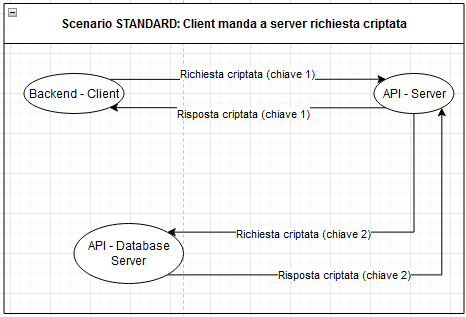 Scenario STANDARD: Client manda a server richiesta criptata
Richiesta criptata (chiave 1)
Backend - Client
API - Server
Risposta criptata (chiave 1)
Richiesta criptata (chiave 2)
API - Database
Server
Risposta criptata (chiave 2)